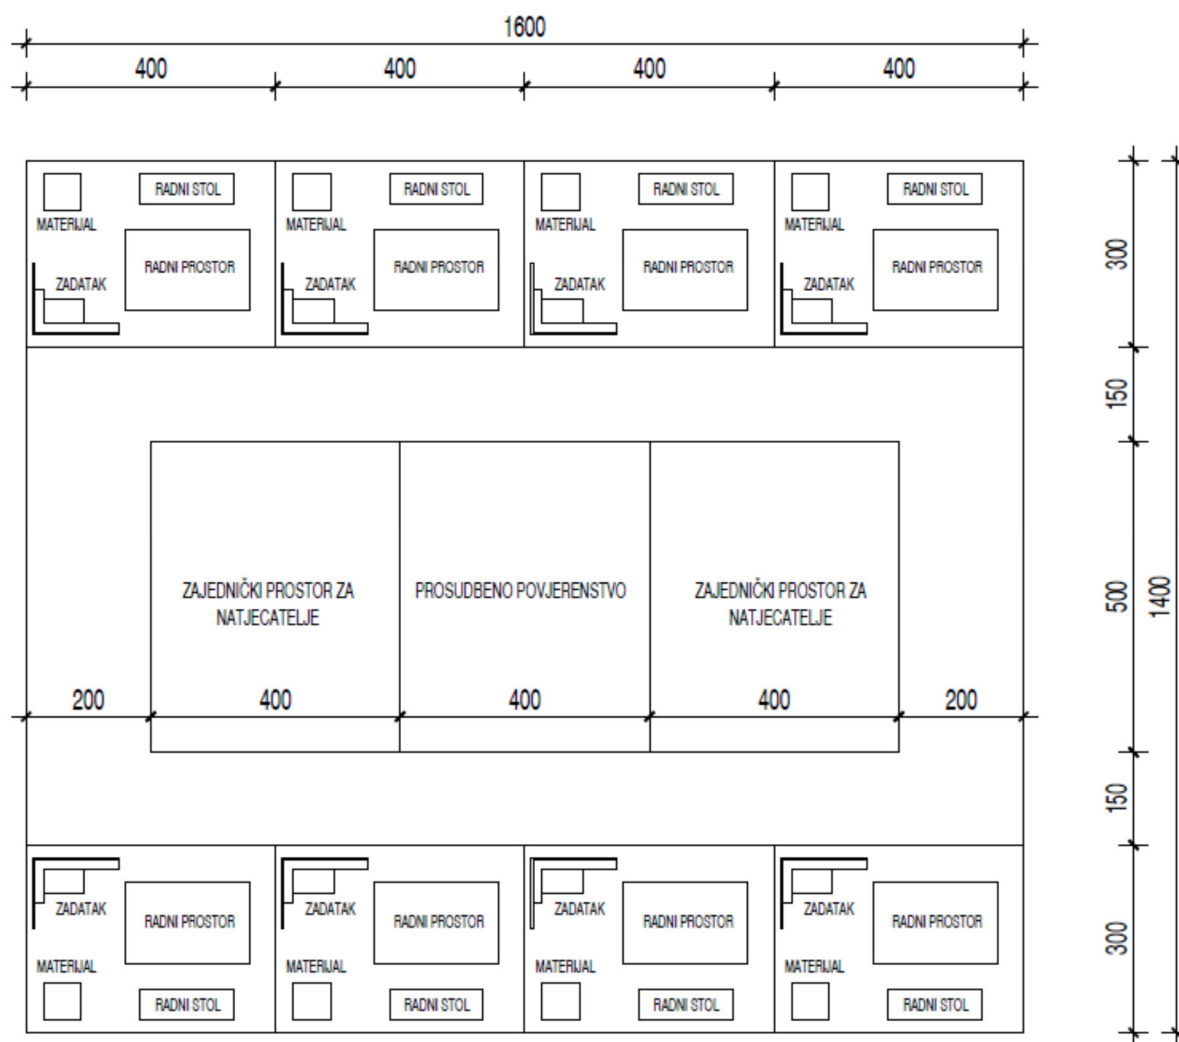 1600
400 400 400 400
RADNI STOL RADNI STOL RADNI STOL RADNI STOL
MATERIJAL MATERIJAL MATERIJAL MATERIJAL
300
RADNI PROSTOR RADNI PROSTOR RADNI PROSTOR RADNI PROSTOR
ZADATAK ZADATAK ZADATAK ZADATAK
150
ZAJEDNIČKI PROSTOR ZA
NATJECATELJE
PROSUDBENO POVJERENSTVO
ZAJEDNIČKI PROSTOR ZA
NATJECATELJE
500
1400
200 400 400 400 200
150
ZADATAK ZADATAK ZADATAK ZADATAK
RADNI PROSTOR RADNI PROSTOR RADNI PROSTOR RADNI PROSTOR
300
MATERIJAL MATERIJAL MATERIJAL MATERIJAL
RADNI STOL RADNI STOL RADNI STOL RADNI STOL